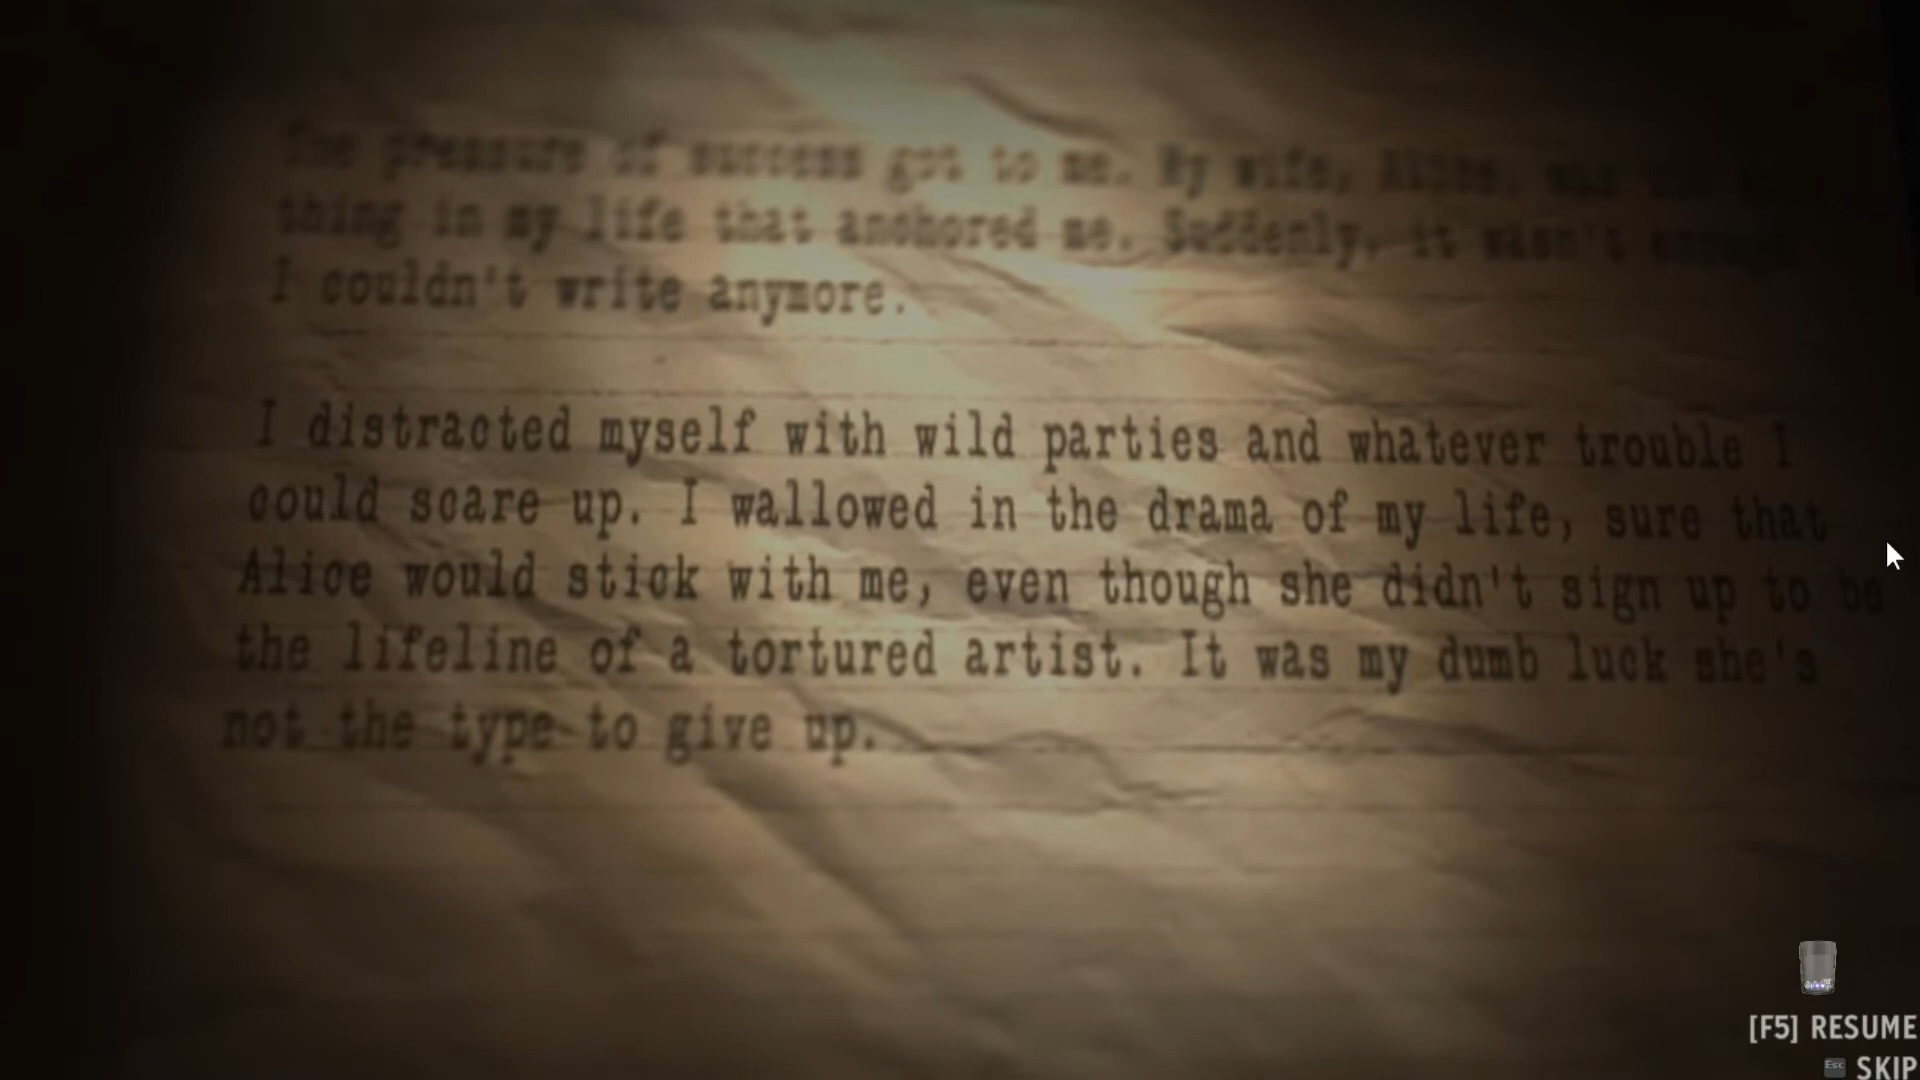 The pressure of success got to me. My wife, Alice, was the
thing in my life that anchored me. Suddenly, it wasn't enough
I couldn't write anymore.
I distracted myself with wild parties and whatever trouble I
could scare up. I wallowed in the drama of my life, sure that
Alice would stick with me, even though she didn't sign up to be
the lifeline of a tortured artist. It was my dumb luck she's
not the type to give up.
[F5] RESUME
Esc SKIP